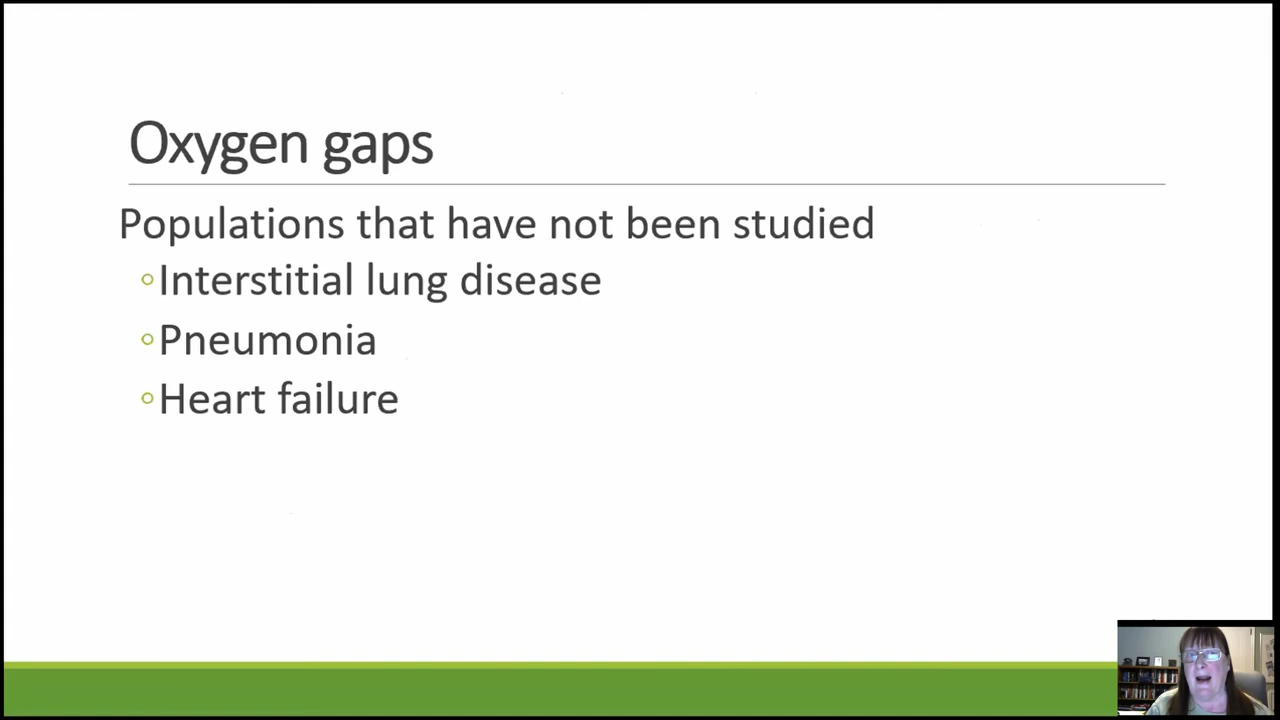 Oxygen gaps
Populations that have not been studied
◦Interstitial lung disease
◦Pneumonia
◦Heart failure